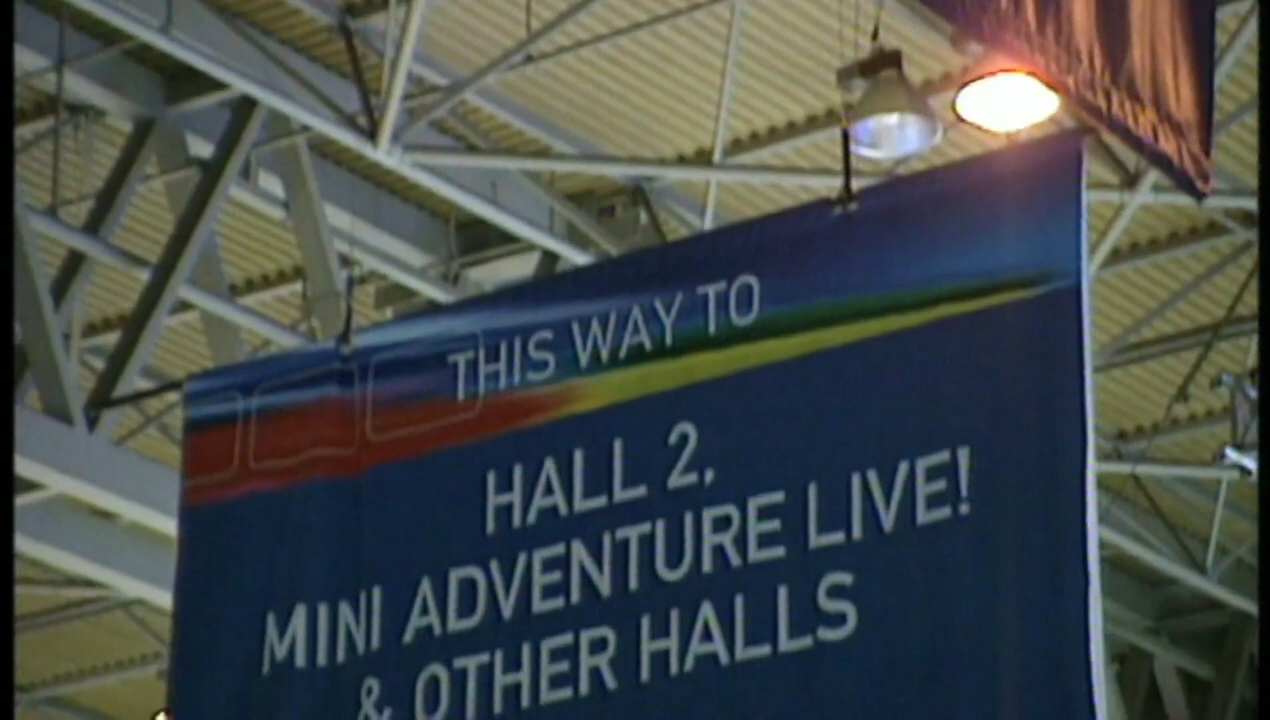 THIS WAY TO
HALL 2,
MINI ADVENTURE LIVE!
& OTHER HALLS